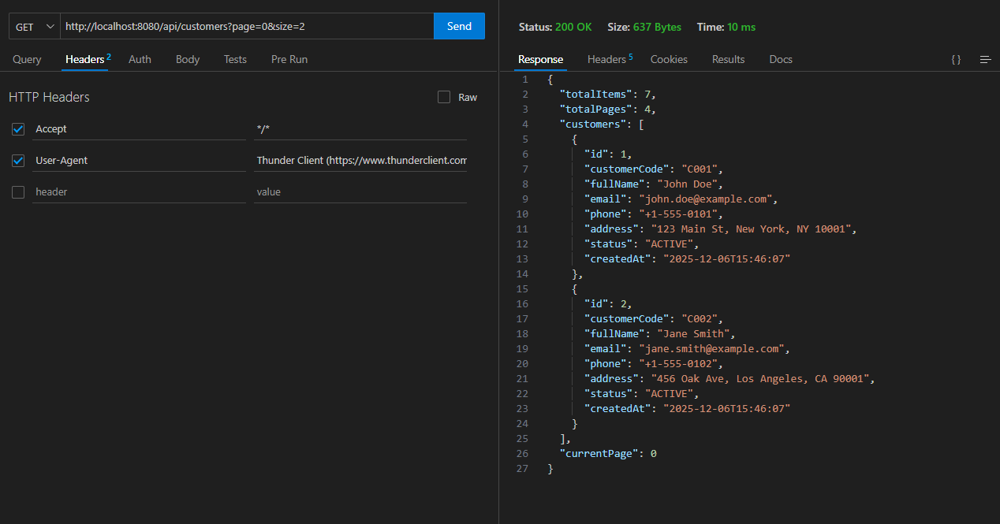 GET http://localhost:8080/api/customers?page=0&size=2 Send
Query Headers 2 Auth Body Tests Pre Run
HTTP Headers Raw
Accept */*
User-Agent Thunder Client (https://www.thunderclient.com
header value
Status: 200 OK Size: 637 Bytes Time: 10 ms
Response Headers 5 Cookies Results Docs {}
1 {
2 "totalItems": 7,
3 "totalPages": 4,
4 "customers": [
5 {
6 "id": 1,
7 "customerCode": "C001",
8 "fullName": "John Doe",
9 "email": "john.doe@example.com",
10 "phone": "+1-555-0101",
11 "address": "123 Main St, New York, NY 10001",
12 "status": "ACTIVE",
13 "createdAt": "2025-12-06T15:46:07"
14 },
15 {
16 "id": 2,
17 "customerCode": "C002",
18 "fullName": "Jane Smith",
19 "email": "jane.smith@example.com",
20 "phone": "+1-555-0102",
21 "address": "456 Oak Ave, Los Angeles, CA 90001",
22 "status": "ACTIVE",
23 "createdAt": "2025-12-06T15:46:07"
24 }
25 ],
26 "currentPage": 0
27 }